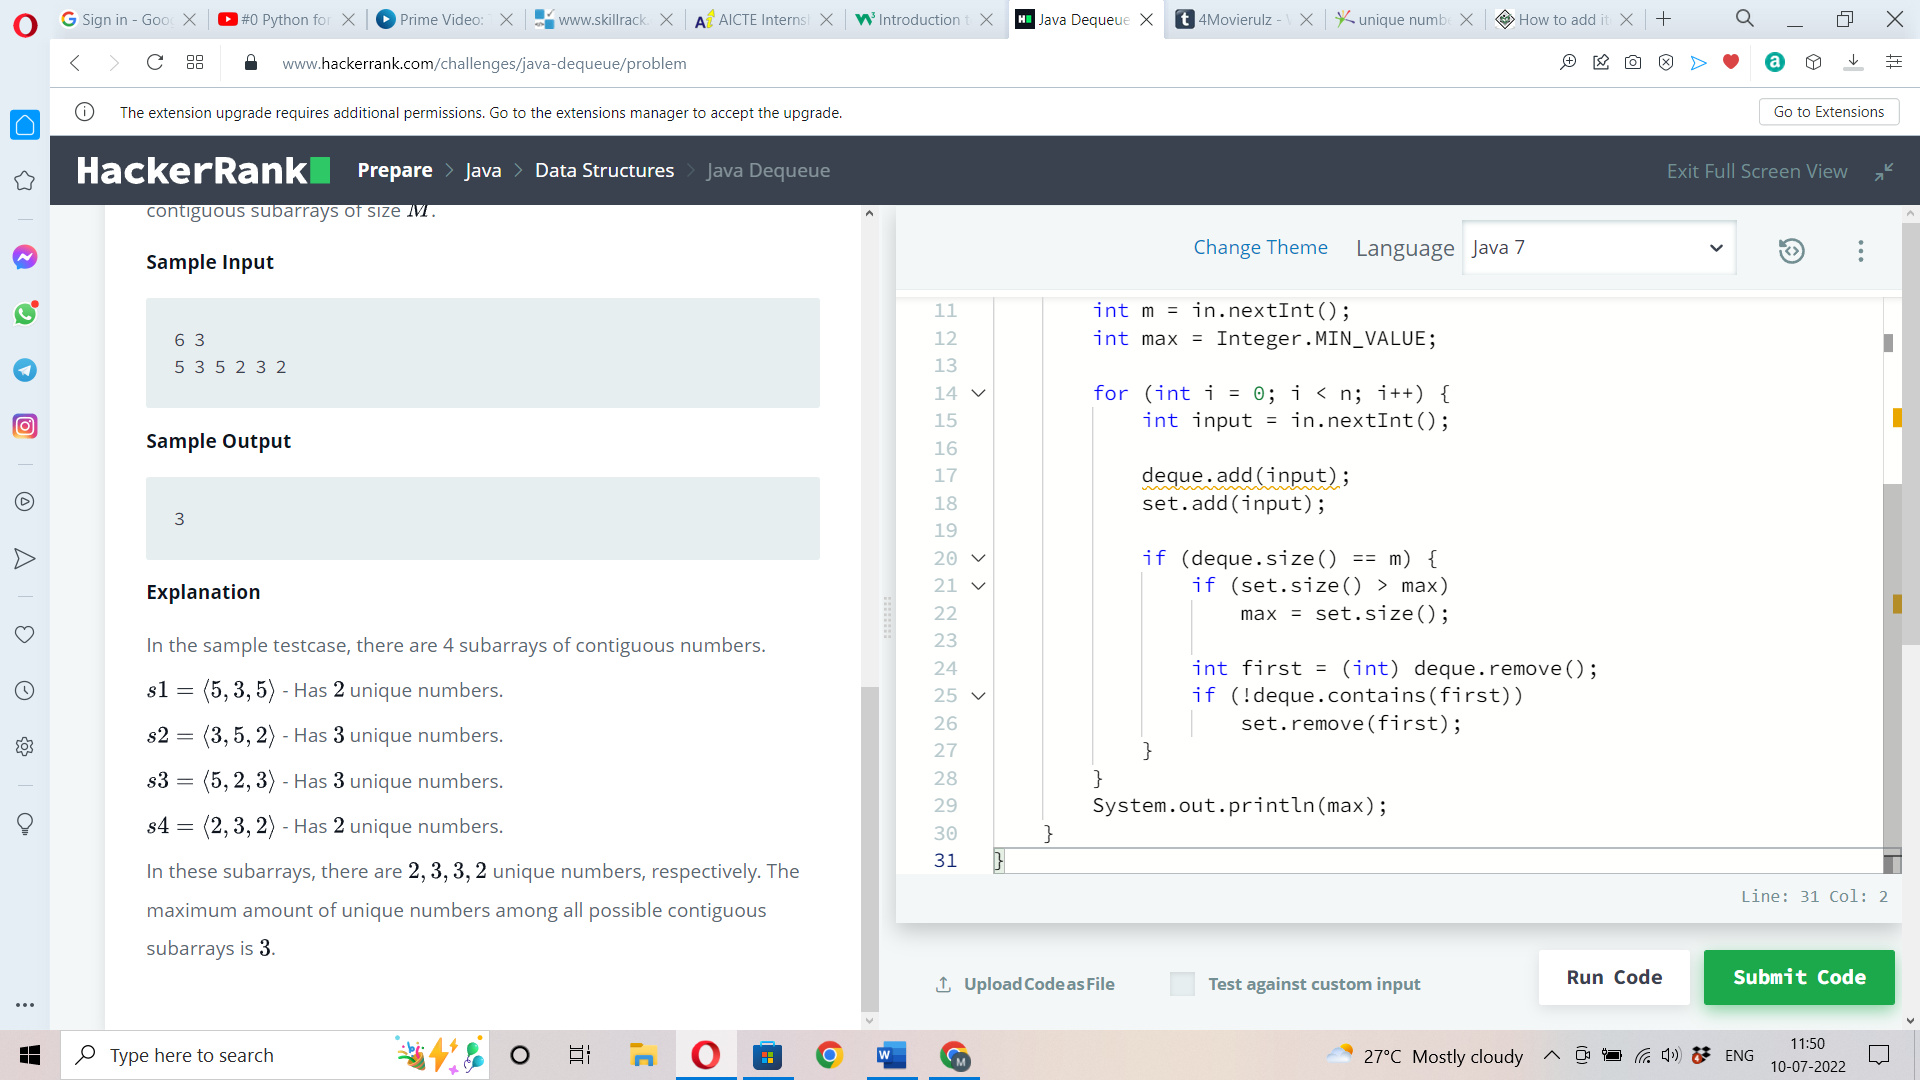 Sign in - Goo
#0 Python for
Prime Video:
www.skillrack
AICTE Interns
Introduction t
Java Dequeue
4Movierulz -
unique numb
How to add it
www.hackerrank.com/challenges/java-dequeue/problem
The extension upgrade requires additional permissions. Go to the extensions manager to accept the upgrade.
Go to Extensions
HackerRank
Prepare > Java > Data Structures > Java Dequeue
Exit Full Screen View
contiguous subarrays of size M.
Sample Input
6 3
5 3 5 2 3 2
Sample Output
3
Explanation
In the sample testcase, there are 4 subarrays of contiguous numbers.
s1 = ⟨5, 3, 5⟩ - Has 2 unique numbers.
s2 = ⟨3, 5, 2⟩ - Has 3 unique numbers.
s3 = ⟨5, 2, 3⟩ - Has 3 unique numbers.
s4 = ⟨2, 3, 2⟩ - Has 2 unique numbers.
In these subarrays, there are 2, 3, 3, 2 unique numbers, respectively. The
maximum amount of unique numbers among all possible contiguous
subarrays is 3.
Change Theme Language Java 7
11 int m = in.nextInt();
12 int max = Integer.MIN_VALUE;
13
14 for (int i = 0; i < n; i++) {
15 int input = in.nextInt();
16
17 deque.add(input);
18 set.add(input);
19
20 if (deque.size() == m) {
21 if (set.size() > max)
22 max = set.size();
23
24 int first = (int) deque.remove();
25 if (!deque.contains(first))
26 set.remove(first);
27 }
28 }
29 System.out.println(max);
30 }
31 }
Line: 31 Col: 2
Upload Code as File
Test against custom input
Run Code
Submit Code
Type here to search
27°C Mostly cloudy
ENG
11:50
10-07-2022